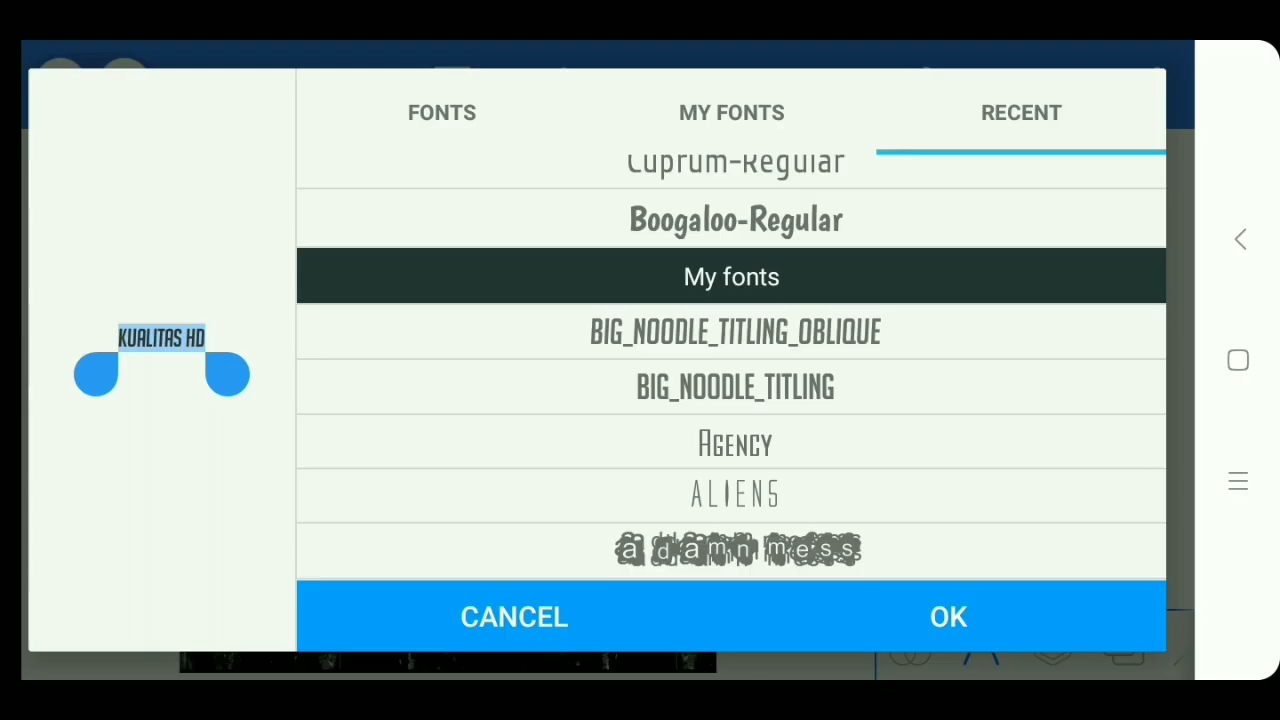 FONTS
MY FONTS
RECENT
Cuprum-Regular
Boogaloo-Regular
My fonts
KUALITAS HD
BIG_NOODLE_TITLING_OBLIQUE
BIG_NOODLE_TITLING
AGENCY
ALIENS
a damn mess
CANCEL
OK